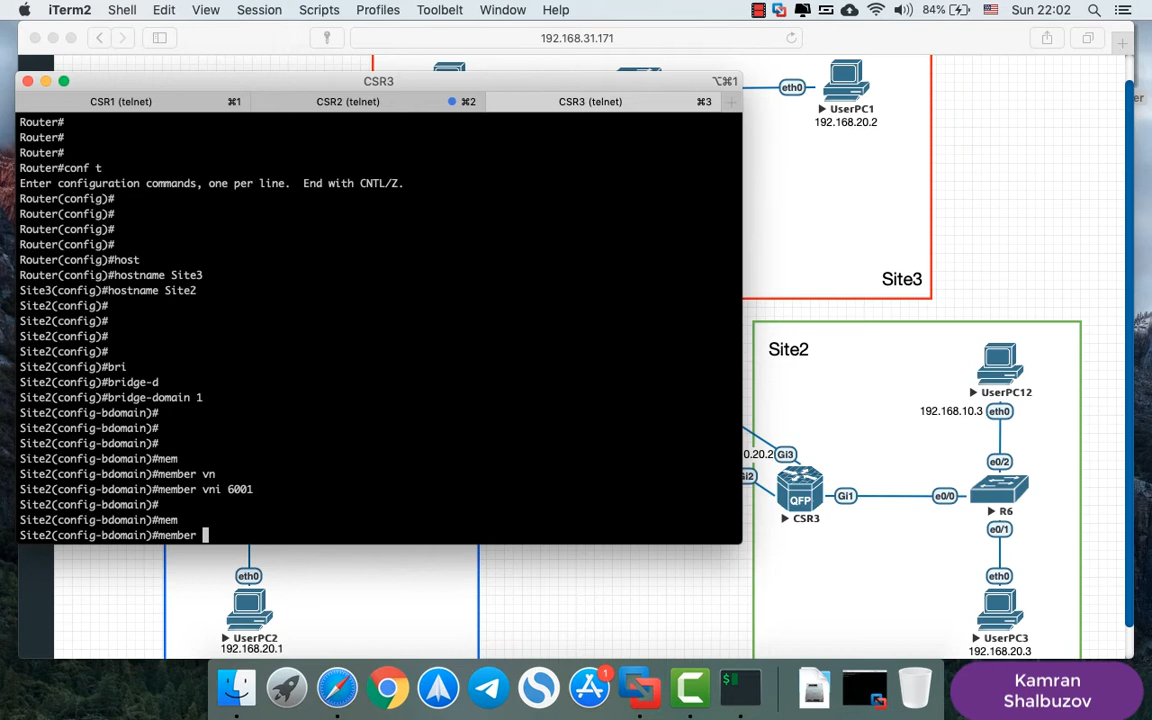 iTerm2 Shell Edit View Session Scripts Profiles Toolbelt Window Help 84% Sun 22:02
192.168.31.171
CSR3 ⌥⌘1
CSR1 (telnet) ⌘1 CSR2 (telnet) ⌘2 CSR3 (telnet) ⌘3
Router#
Router#
Router#
Router#conf t
Enter configuration commands, one per line. End with CNTL/Z.
Router(config)#
Router(config)#
Router(config)#
Router(config)#
Router(config)#host
Router(config)#hostname Site3
Site3(config)#hostname Site2
Site2(config)#
Site2(config)#
Site2(config)#
Site2(config)#
Site2(config)#bri
Site2(config)#bridge-d
Site2(config)#bridge-domain 1
Site2(config-bdomain)#
Site2(config-bdomain)#
Site2(config-bdomain)#
Site2(config-bdomain)#mem
Site2(config-bdomain)#member vn
Site2(config-bdomain)#member vni 6001
Site2(config-bdomain)#
Site2(config-bdomain)#mem
Site2(config-bdomain)#member
eth0
UserPC1
192.168.20.2
Site3
Site2
UserPC12
192.168.10.3 eth0
e0/2
0.20.2 Gi3
Gi2
QFP
Gi1
e0/0
CSR3
R6
e0/1
eth0
UserPC3
192.168.20.3
eth0
UserPC2
192.168.20.1
1
$
Kamran
Shalbuzov